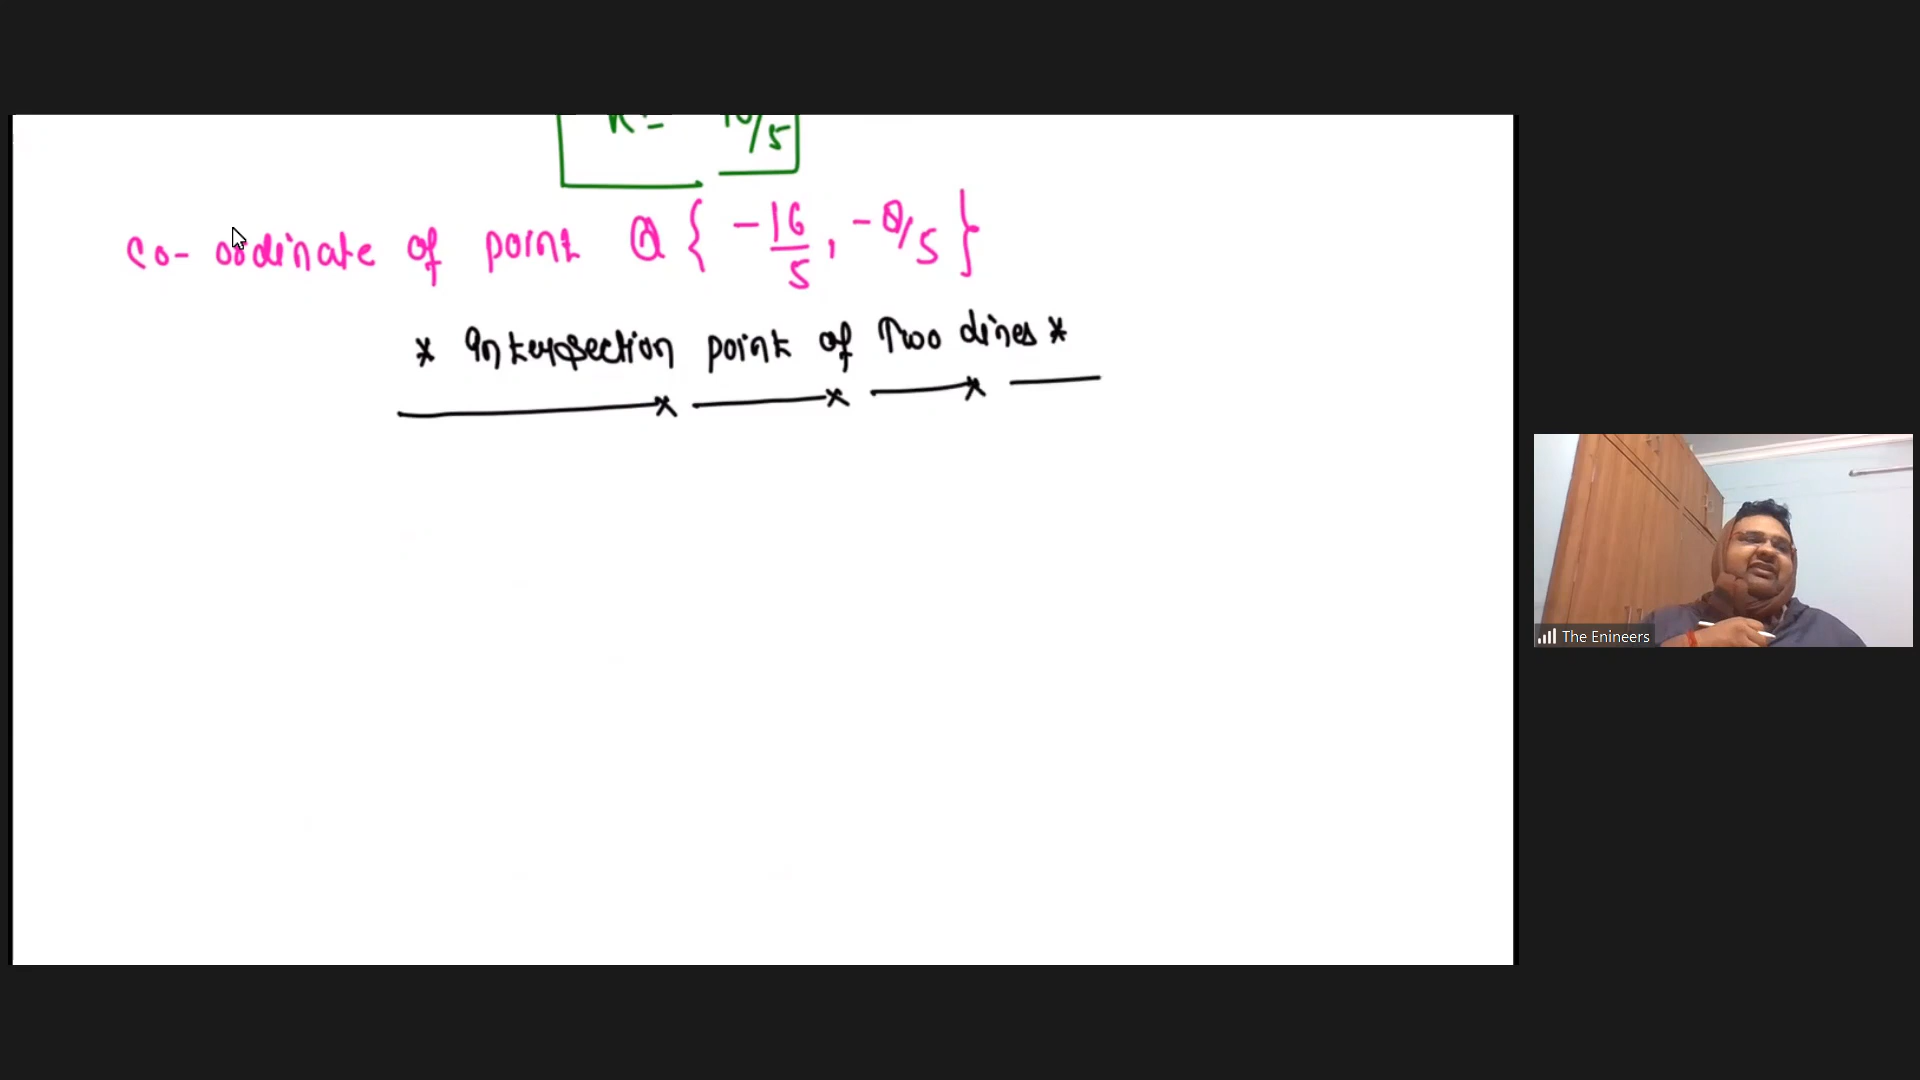 Co-ordinate of point Q { -16/5 , -8/5 }
* Intersection point of Two Lines *
The Enineers